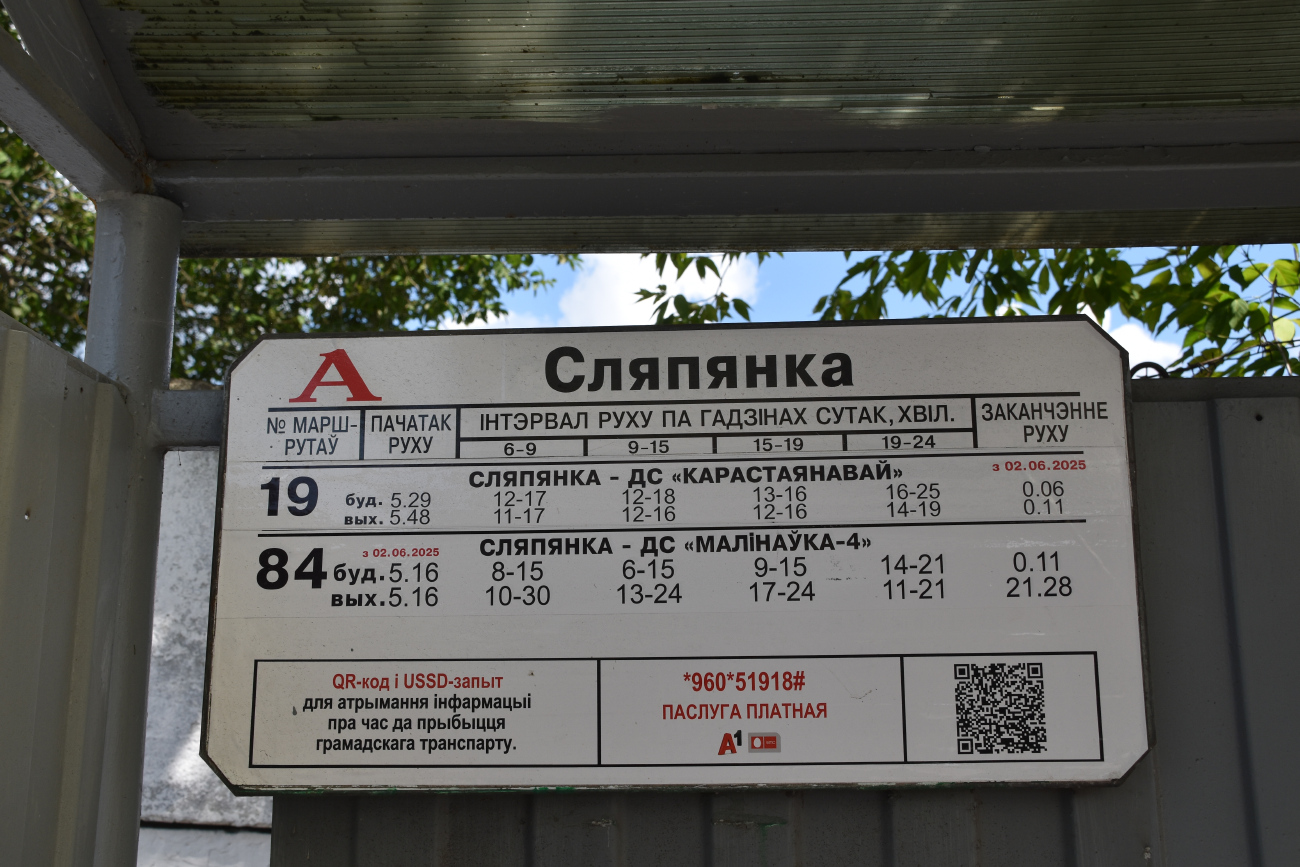 А Сляпянка
№ МАРШ-РУТАЎ ПАЧАТАК РУХУ ІНТЭРВАЛ РУХУ ПА ГАДЗІНАХ СУТАК, ХВІЛ. ЗАКАНЧЭННЕ РУХУ
6-9 9-15 15-19 19-24
СЛЯПЯНКА - ДС «КАРАСТАЯНАВАЙ» з 02.06.2025
19 буд. 5.29 12-17 12-18 13-16 16-25 0.06
вых. 5.48 11-17 12-16 12-16 14-19 0.11
з 02.06.2025 СЛЯПЯНКА - ДС «МАЛІНАЎКА-4»
84 буд. 5.16 8-15 6-15 9-15 14-21 0.11
вых. 5.16 10-30 13-24 17-24 11-21 21.28
QR-код і USSD-запыт
для атрымання інфармацыі
пра час да прыбыцця
грамадскага транспарту.
*960*51918#
ПАСЛУГА ПЛАТНАЯ
A1